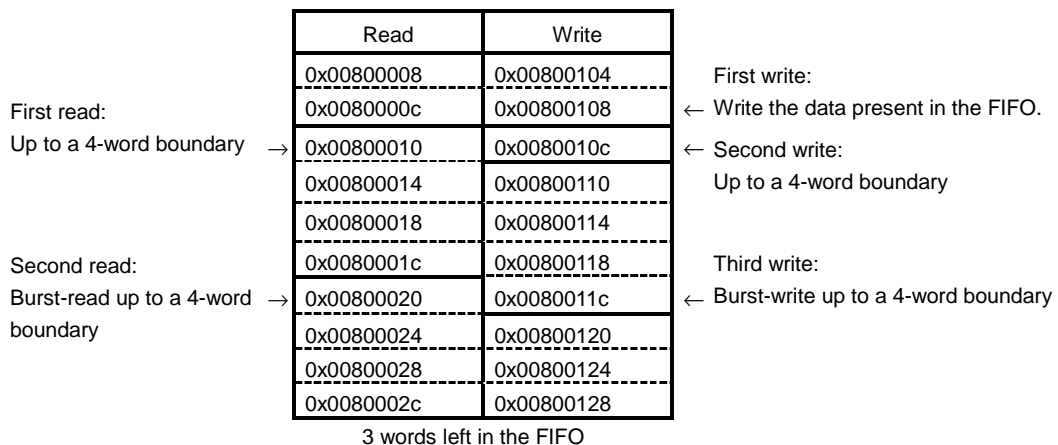 Read Write
0x00800008 0x00800104 First write:
First read: 0x0080000c 0x00800108 ← Write the data present in the FIFO.
Up to a 4-word boundary → 0x00800010 0x0080010c ← Second write:
0x00800014 0x00800110 Up to a 4-word boundary
0x00800018 0x00800114
Second read: 0x0080001c 0x00800118 Third write:
Burst-read up to a 4-word → 0x00800020 0x0080011c ← Burst-write up to a 4-word boundary
boundary 0x00800024 0x00800120
0x00800028 0x00800124
0x0080002c 0x00800128
3 words left in the FIFO